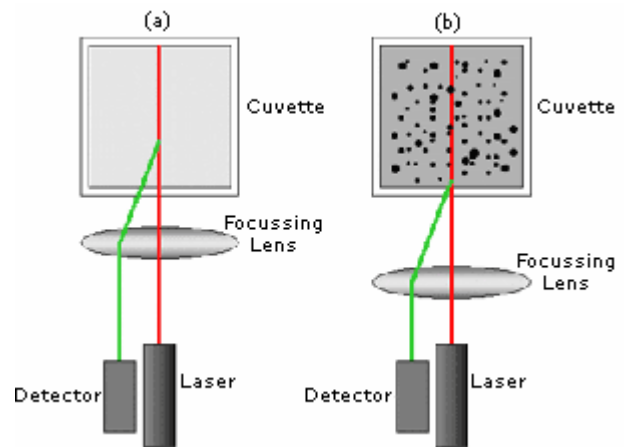 (a)
Cuvette
Focussing
Lens
Detector
Laser
(b)
Cuvette
Focussing
Lens
Detector
Laser